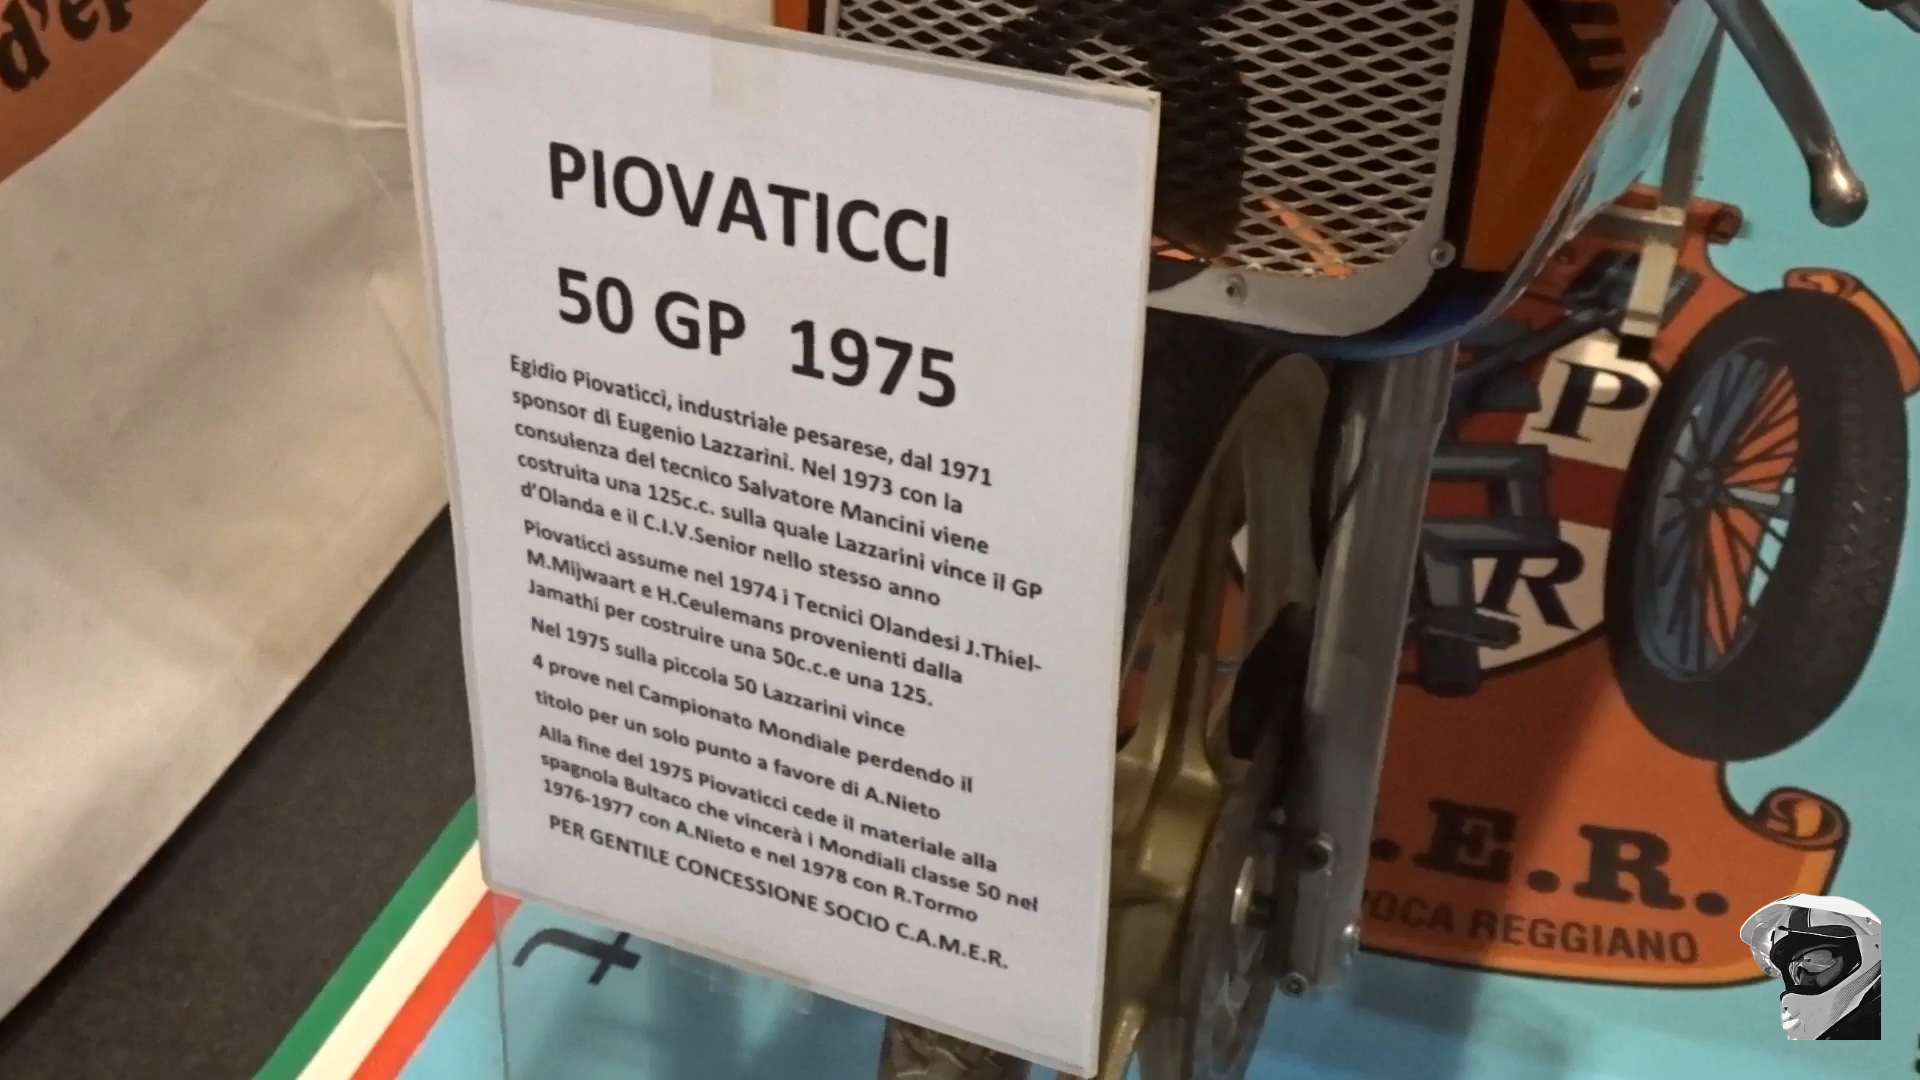 d'ep
PIOVATICCI
50 GP 1975
Egidio Piovaticci, industriale pesarese, dal 1971
sponsor di Eugenio Lazzarini. Nel 1973 con la
consulenza del tecnico Salvatore Mancini viene
costruita una 125c.c. sulla quale Lazzarini vince il GP
d'Olanda e il C.I.V.Senior nello stesso anno
Piovaticci assume nel 1974 i Tecnici Olandesi J.Thiel-
M.Mijwaart e H.Ceulemans provenienti dalla
Jamathi per costruire una 50c.c.e una 125.
Nel 1975 sulla piccola 50 Lazzarini vince
4 prove nel Campionato Mondiale perdendo il
titolo per un solo punto a favore di A.Nieto
Alla fine del 1975 Piovaticci cede il materiale alla
spagnola Bultaco che vincerà i Mondiali classe 50 nel
1976-1977 con A.Nieto e nel 1978 con R.Tormo
PER GENTILE CONCESSIONE SOCIO C.A.M.E.R.
P
R
.E.R.
POCA REGGIANO